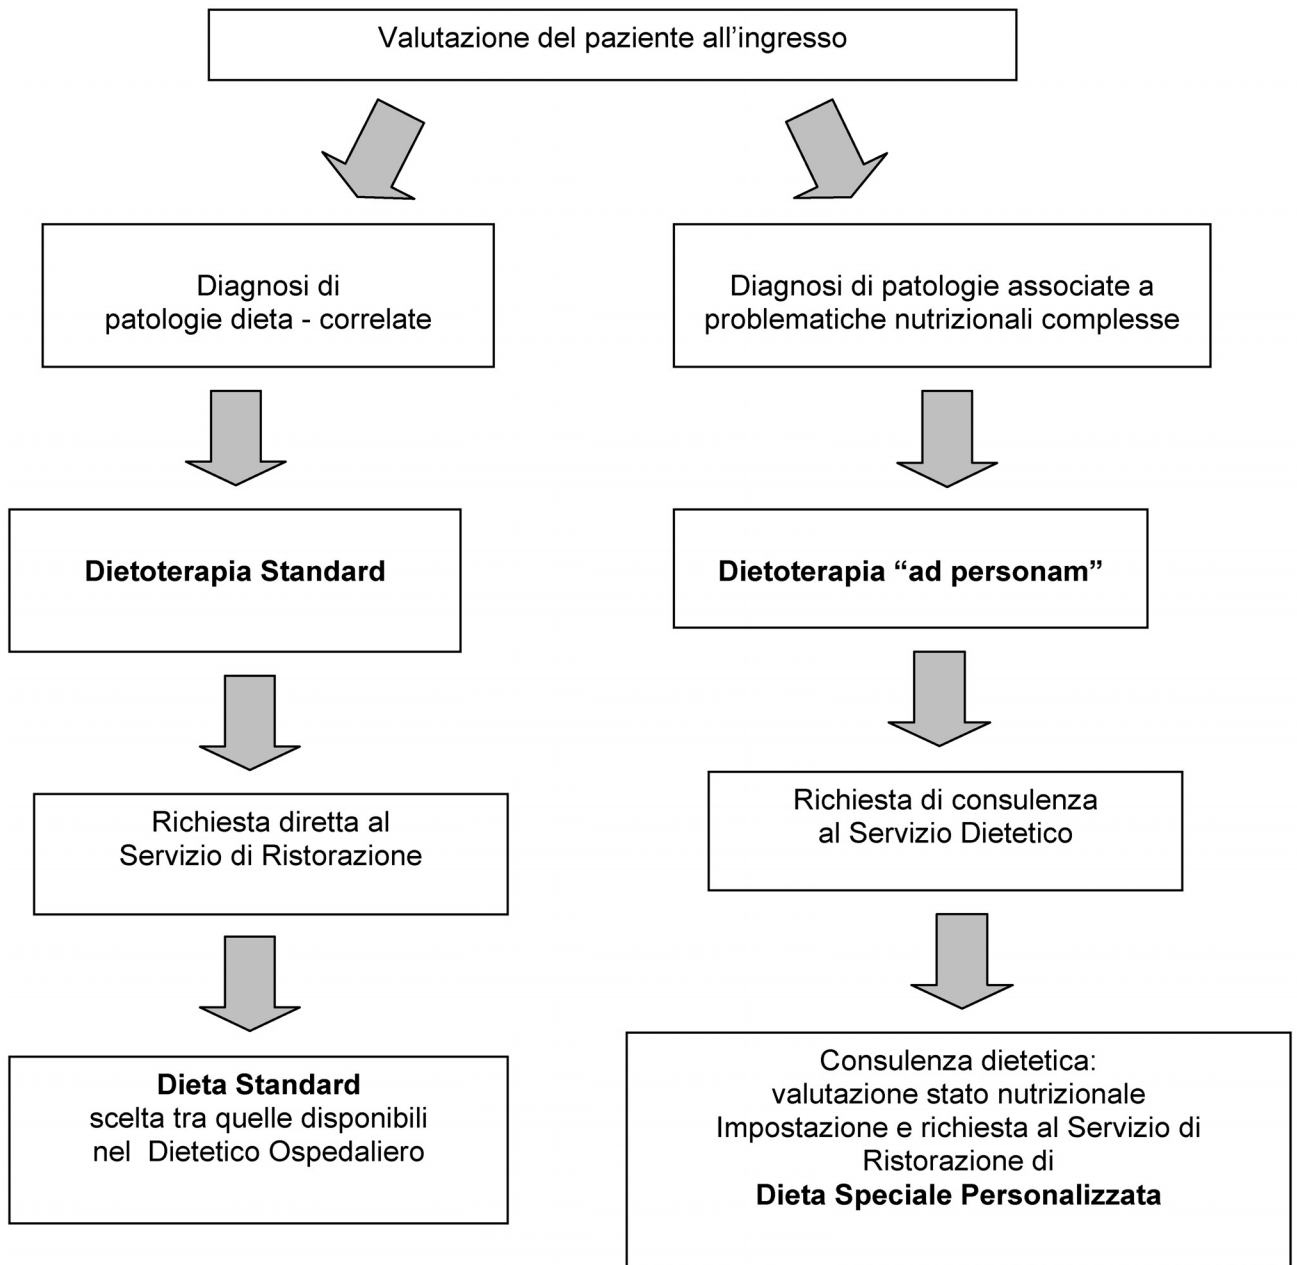 Valutazione del paziente all’ingresso
Diagnosi di
patologie dieta - correlate
Diagnosi di patologie associate a
problematiche nutrizionali complesse
Dietoterapia Standard
Dietoterapia “ad personam”
Richiesta diretta al
Servizio di Ristorazione
Richiesta di consulenza
al Servizio Dietetico
Dieta Standard
scelta tra quelle disponibili
nel Dietetico Ospedaliero
Consulenza dietetica:
valutazione stato nutrizionale
Impostazione e richiesta al Servizio di
Ristorazione di
Dieta Speciale Personalizzata